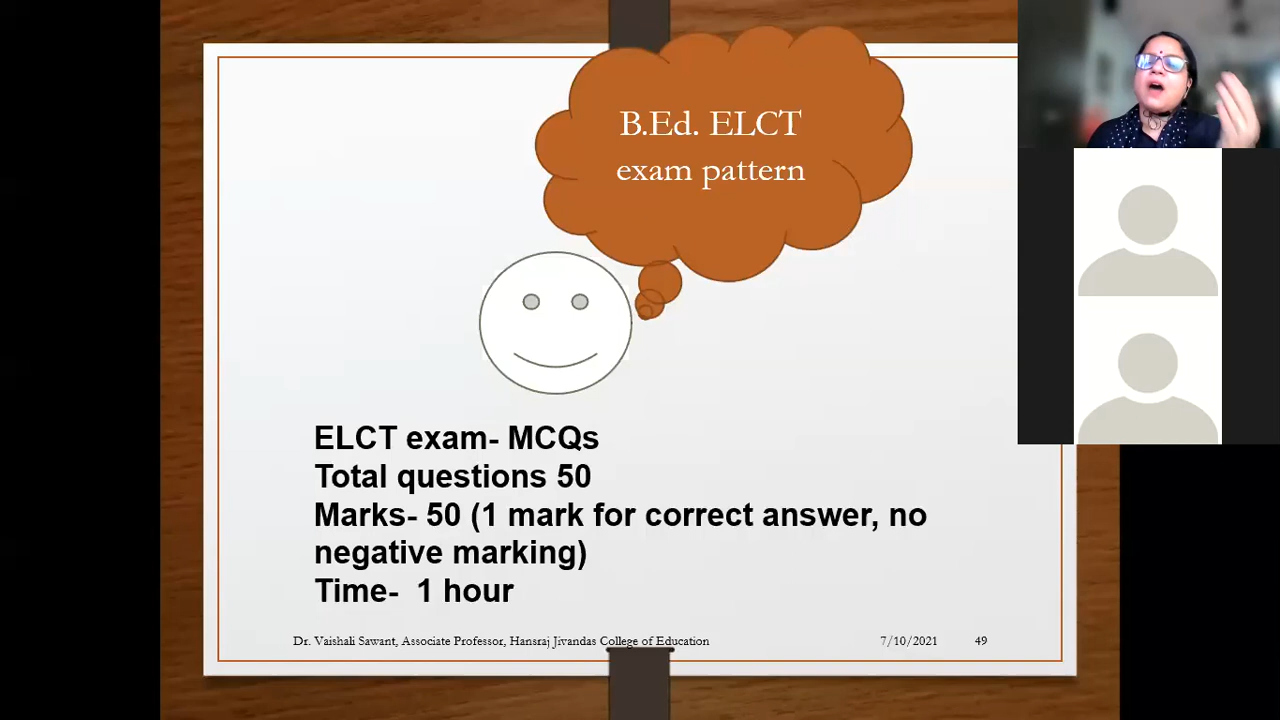 B.Ed. ELCT
exam pattern
ELCT exam- MCQs
Total questions 50
Marks- 50 (1 mark for correct answer, no
negative marking)
Time-  1 hour
Dr. Vaishali Sawant, Associate Professor, Hansraj Jivandas College of Education
7/10/2021
49